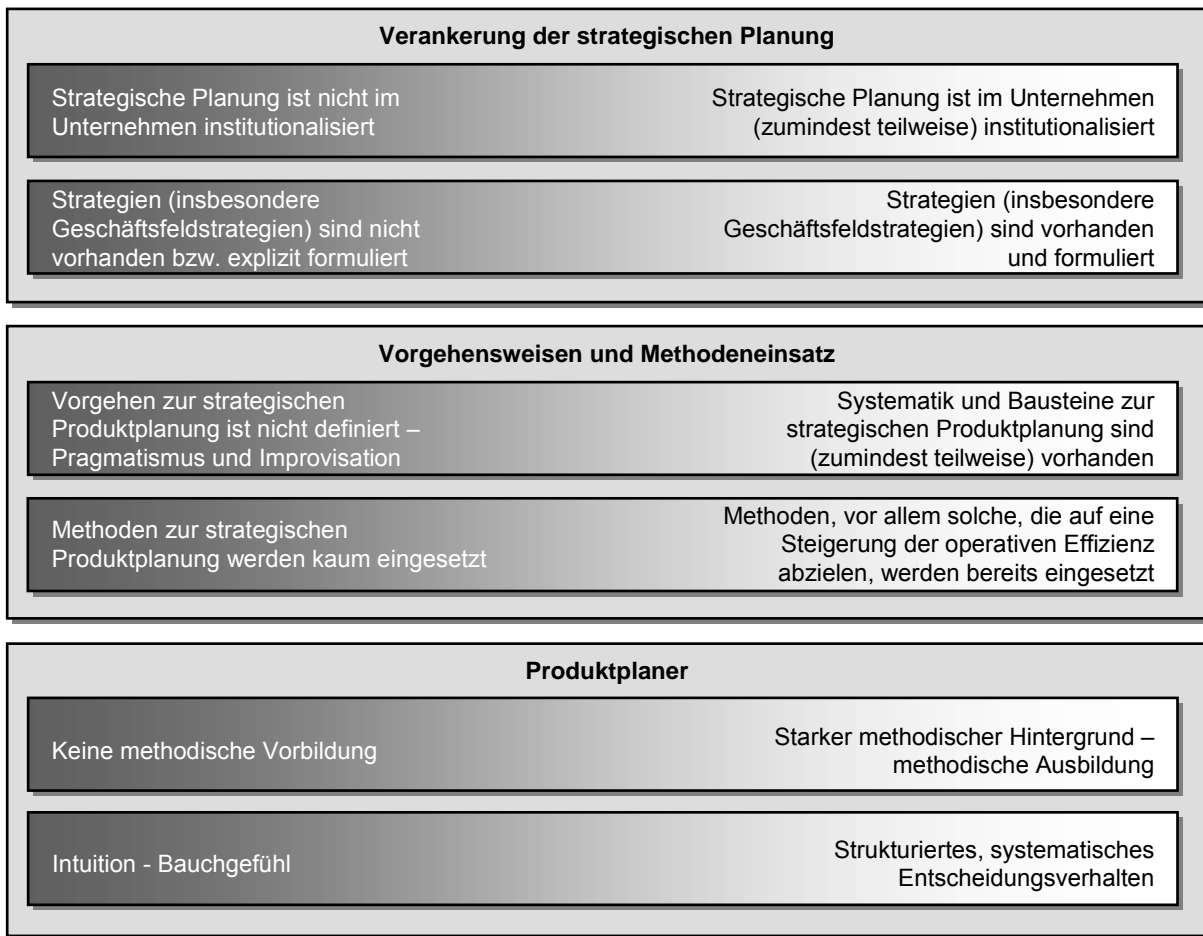 Verankerung der strategischen Planung
Strategische Planung ist nicht im
Unternehmen institutionalisiert
Strategische Planung ist im Unternehmen
(zumindest teilweise) institutionalisiert
Strategien (insbesondere
Geschäftsfeldstrategien) sind nicht
vorhanden bzw. explizit formuliert
Strategien (insbesondere
Geschäftsfeldstrategien) sind vorhanden
und formuliert
Vorgehensweisen und Methodeneinsatz
Vorgehen zur strategischen
Produktplanung ist nicht definiert –
Pragmatismus und Improvisation
Systematik und Bausteine zur
strategischen Produktplanung sind
(zumindest teilweise) vorhanden
Methoden zur strategischen
Produktplanung werden kaum eingesetzt
Methoden, vor allem solche, die auf eine
Steigerung der operativen Effizienz
abzielen, werden bereits eingesetzt
Produktplaner
Keine methodische Vorbildung
Starker methodischer Hintergrund –
methodische Ausbildung
Intuition - Bauchgefühl
Strukturiertes, systematisches
Entscheidungsverhalten